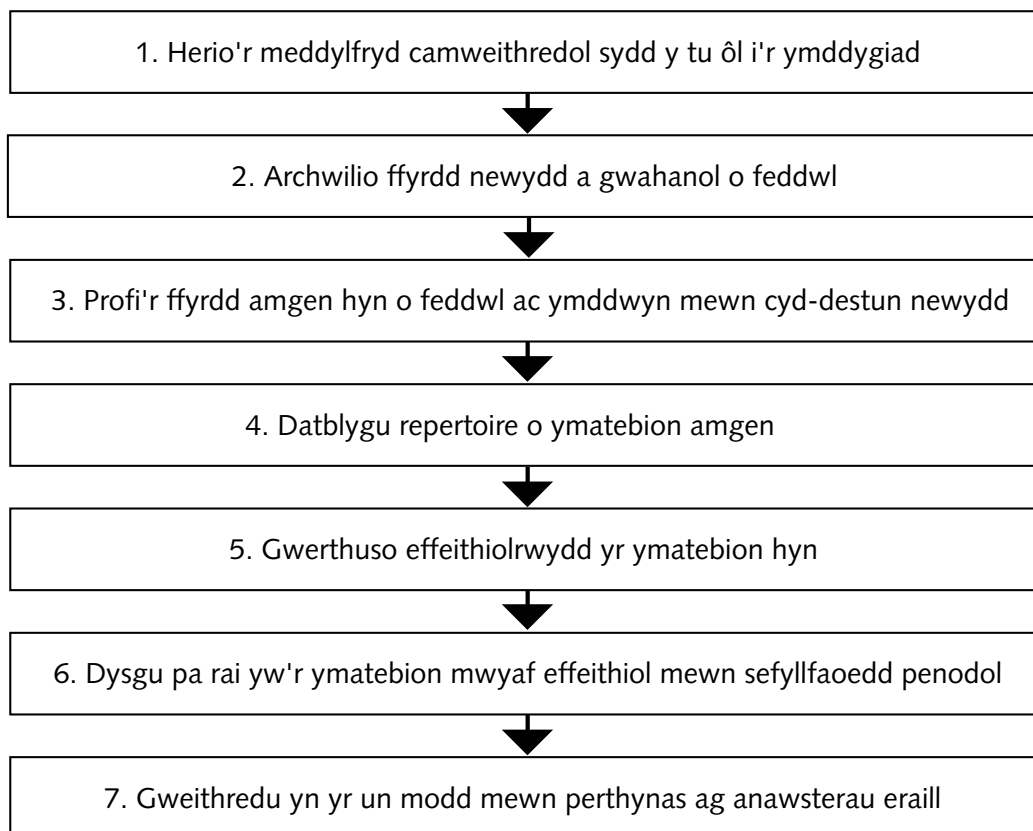 1. Herio'r meddylfryd camweithredol sydd y tu ôl i'r ymddygiad
2. Archwilio ffyrdd newydd a gwahanol o feddwl
3. Profi'r ffyrdd amgen hyn o feddwl ac ymddwyn mewn cyd-destun newydd
4. Datblygu repertoire o ymatebion amgen
5. Gwerthuso effeithiolrwydd yr ymatebion hyn
6. Dysgu pa rai yw'r ymatebion mwyaf effeithiol mewn sefyllfaoedd penodol
7. Gweithredu yn yr un modd mewn perthynas ag anawsterau eraill